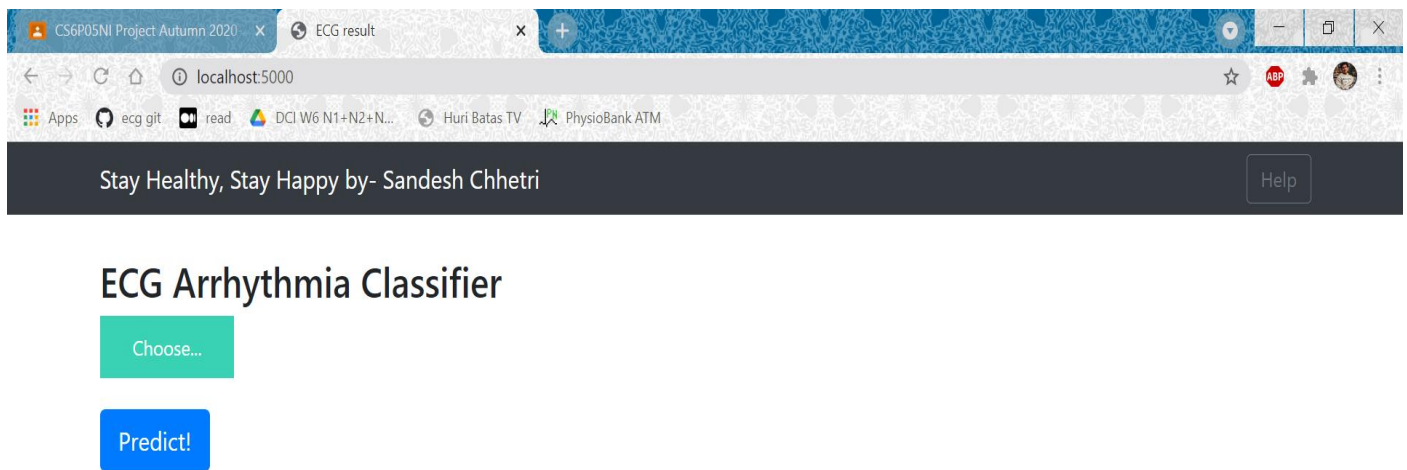 CS6P05NI Project Autumn 2020
ECG result
localhost:5000
ABP
Apps ecg git read DCI W6 N1+N2+N... Huri Batas TV PhysioBank ATM
Stay Healthy, Stay Happy by- Sandesh Chhetri Help
ECG Arrhythmia Classifier
Choose...
Predict!